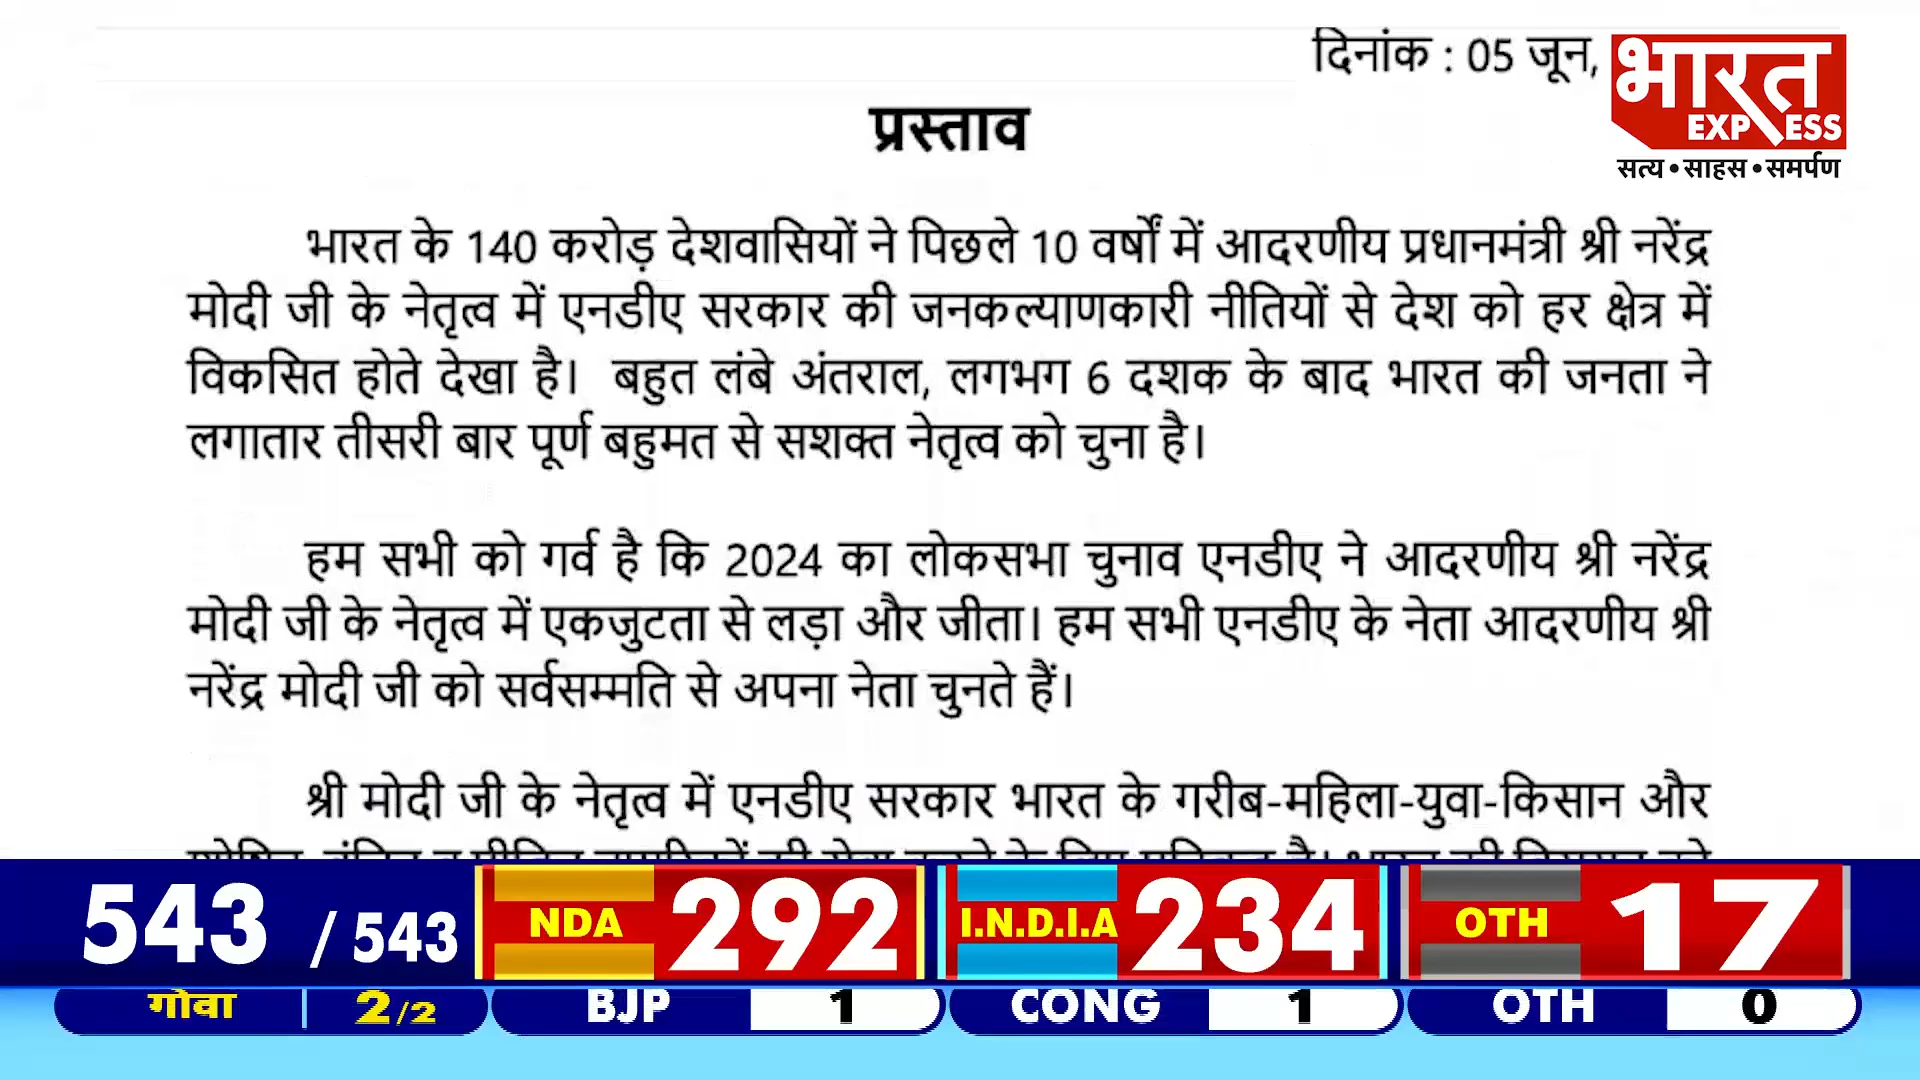 दिनांक : 05 जून,
भारत
EXPRESS
सत्य • साहस • समर्पण
प्रस्ताव
भारत के 140 करोड़ देशवासियों ने पिछले 10 वर्षों में आदरणीय प्रधानमंत्री श्री नरेंद्र
मोदी जी के नेतृत्व में एनडीए सरकार की जनकल्याणकारी नीतियों से देश को हर क्षेत्र में
विकसित होते देखा है। बहुत लंबे अंतराल, लगभग 6 दशक के बाद भारत की जनता ने
लगातार तीसरी बार पूर्ण बहुमत से सशक्त नेतृत्व को चुना है।
हम सभी को गर्व है कि 2024 का लोकसभा चुनाव एनडीए ने आदरणीय श्री नरेंद्र
मोदी जी के नेतृत्व में एकजुटता से लड़ा और जीता। हम सभी एनडीए के नेता आदरणीय श्री
नरेंद्र मोदी जी को सर्वसम्मति से अपना नेता चुनते हैं।
श्री मोदी जी के नेतृत्व में एनडीए सरकार भारत के गरीब-महिला-युवा-किसान और
543 / 543 NDA 292 I.N.D.I.A 234 OTH 17
गोवा 2/2 BJP 1 CONG 1 OTH 0